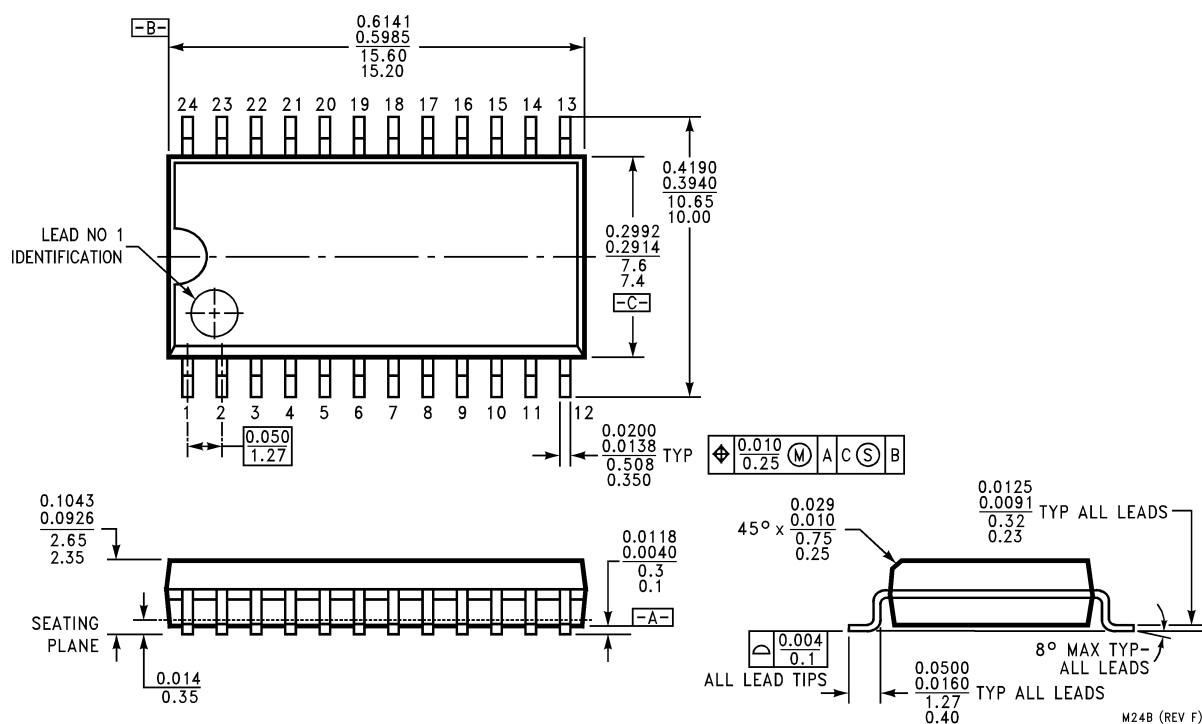 -B-
0.6141
0.5985
15.60
15.20
24 23 22 21 20 19 18 17 16 15 14 13
LEAD NO 1
IDENTIFICATION
0.4190
0.3940
10.65
10.00
0.2992
0.2914
7.6
7.4
-C-
1 2 3 4 5 6 7 8 9 10 11 12
0.050
1.27
0.0200
0.0138
0.508
0.350
TYP
0.010
0.25
M A C S B
0.1043
0.0926
2.65
2.35
0.0118
0.0040
0.3
0.1
-A-
SEATING
PLANE
0.014
0.35
45° x
0.029
0.010
0.75
0.25
0.0125
0.0091
0.32
0.23
TYP ALL LEADS
0.004
0.1
ALL LEAD TIPS
0.0500
0.0160
1.27
0.40
TYP ALL LEADS
8° MAX TYP-
ALL LEADS
M24B (REV F)